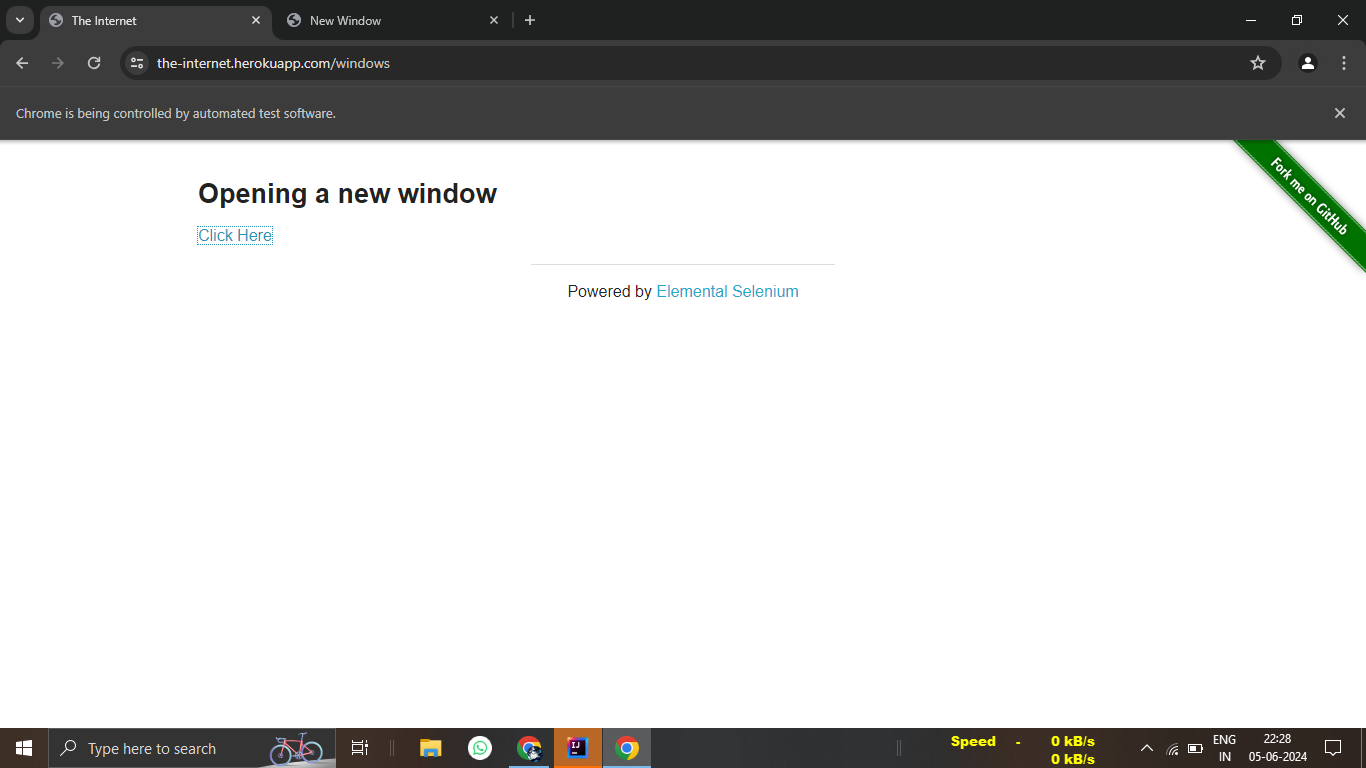 The Internet
New Window
the-internet.herokuapp.com/windows
Chrome is being controlled by automated test software.
Fork me on GitHub
Opening a new window
Click Here
Powered by Elemental Selenium
Type here to search
IJ
Speed - 0 kB/s
0 kB/s
ENG
IN
22:28
05-06-2024